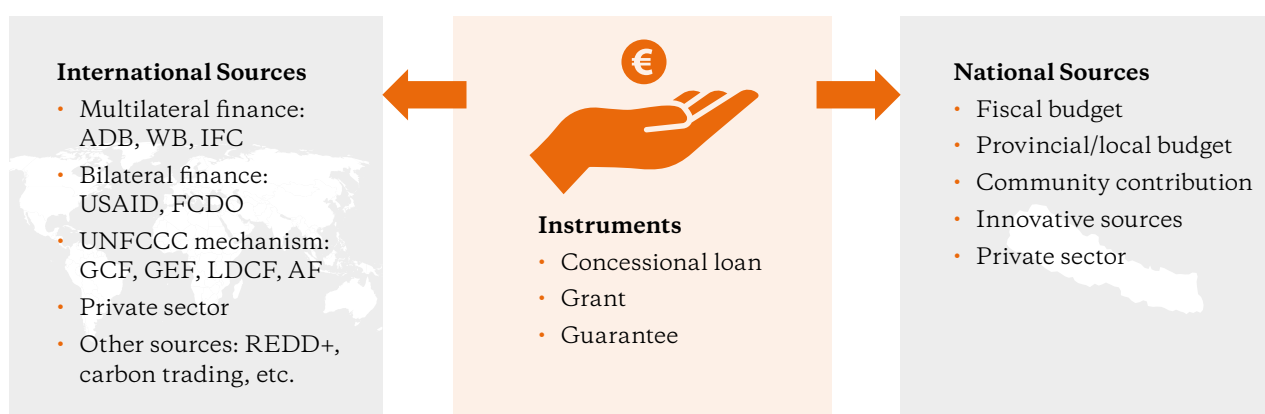 International Sources
• Multilateral finance:
ADB, WB, IFC
• Bilateral finance:
USAID, FCDO
• UNFCCC mechanism:
GCF, GEF, LDCF, AF
• Private sector
• Other sources: REDD+,
carbon trading, etc.
€
Instruments
• Concessional loan
• Grant
• Guarantee
National Sources
• Fiscal budget
• Provincial/local budget
• Community contribution
• Innovative sources
• Private sector